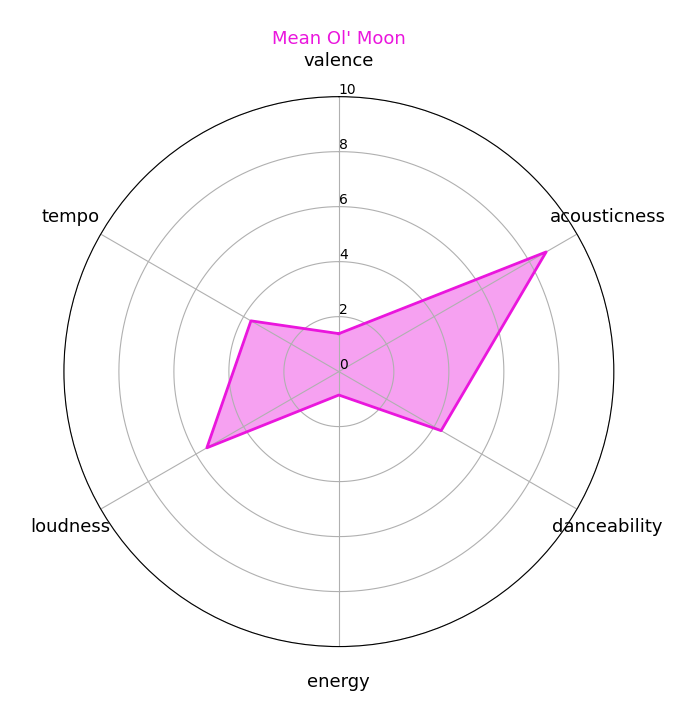 Mean Ol' Moon
valence
10
8
6
4
2
0
tempo
acousticness
loudness
danceability
energy